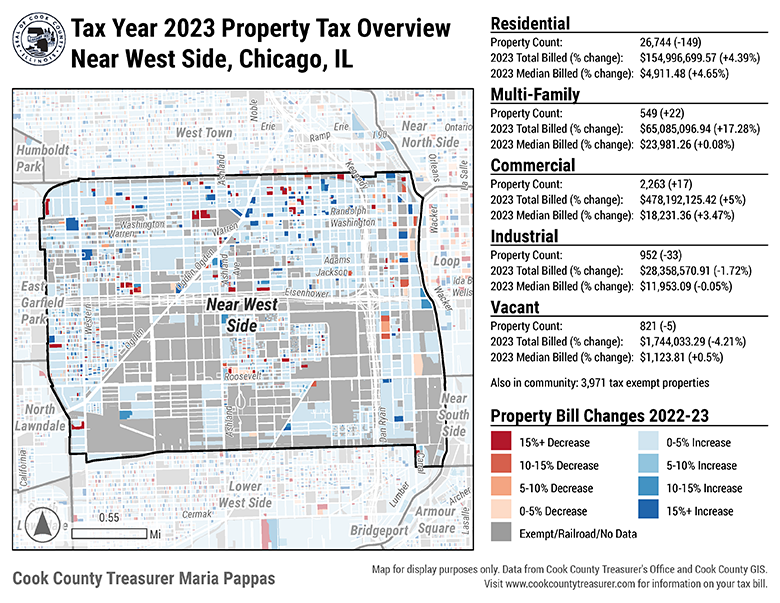 Tax Year 2023 Property Tax Overview
Near West Side, Chicago, IL
Noble
West Town
Erie
Erie
Ramp
I-90
Near
North Side
Ontario
Humboldt
Park
Ashland
Kennedy
Orleans
La Salle
Washington
Warren
Warren
Randolph
Washington
Wacker
Ogden
Ogden
Ashland
Adams
Jackson
Loop
East
Garfield
Park
Eisenhower
Ida B
Wells
Wacker
Western
Near West
Side
Ogden
Roosevelt
North
Lawndale
Ashland
Dan Ryan
Near
South
Side
California
Canal
Lower
West Side
Cermak
Lumber
Archer
Lasalle
Armour
Square
Bridgeport
0.55
Mi
Residential
Property Count: 26,744 (-149)
2023 Total Billed (% change): $154,996,699.57 (+4.39%)
2023 Median Billed (% change): $4,911.48 (+4.65%)
Multi-Family
Property Count: 549 (+22)
2023 Total Billed (% change): $65,085,096.94 (+17.28%)
2023 Median Billed (% change): $23,981.26 (+0.08%)
Commercial
Property Count: 2,263 (+17)
2023 Total Billed (% change): $478,192,125.42 (+5%)
2023 Median Billed (% change): $18,231.36 (+3.47%)
Industrial
Property Count: 952 (-33)
2023 Total Billed (% change): $28,358,570.91 (-1.72%)
2023 Median Billed (% change): $11,953.09 (-0.05%)
Vacant
Property Count: 821 (-5)
2023 Total Billed (% change): $1,744,033.29 (-4.21%)
2023 Median Billed (% change): $1,123.81 (+0.5%)
Also in community: 3,971 tax exempt properties
Property Bill Changes 2022-23
15%+ Decrease
10-15% Decrease
5-10% Decrease
0-5% Decrease
Exempt/Railroad/No Data
0-5% Increase
5-10% Increase
10-15% Increase
15%+ Increase
Cook County Treasurer Maria Pappas
Map for display purposes only. Data from Cook County Treasurer's Office and Cook County GIS.
Visit www.cookcountytreasurer.com for information on your tax bill.